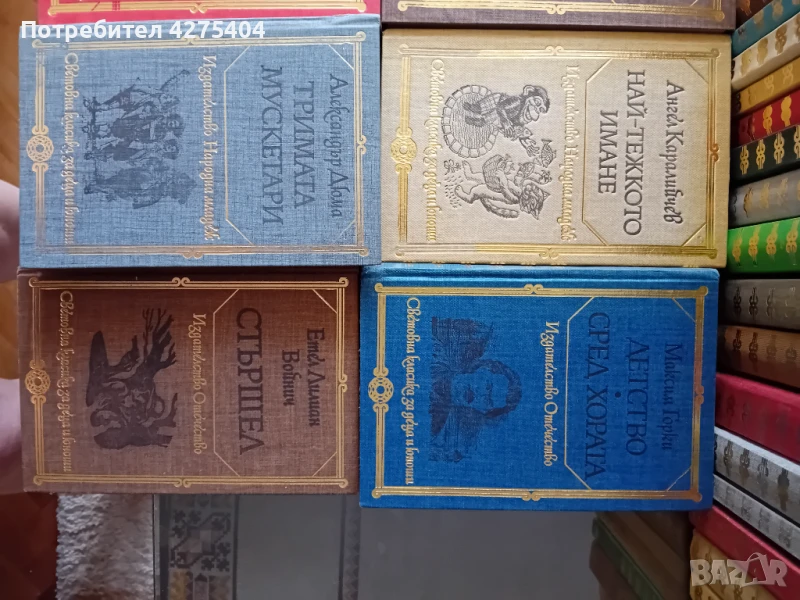 Потребител 4275404
Александър Дюма
ТРИМАТА
МУСКЕТАРИ
Издателство Народна младеж
Световна класика за деца и юноши
Ангел Каралийчев
НАЙ-ТЕЖКОТО
ИМАНЕ
Издателство Народна младеж
Световна класика за деца и юноши
Етел Лилиан
Войнич
СТЪРШЕЛ
Издателство Отечество
Световна класика за деца и юноши
Максим Горки
ДЕТСТВО
СРЕД ХОРАТА
Издателство Отечество
Световна класика за деца и юноши
BAZAR